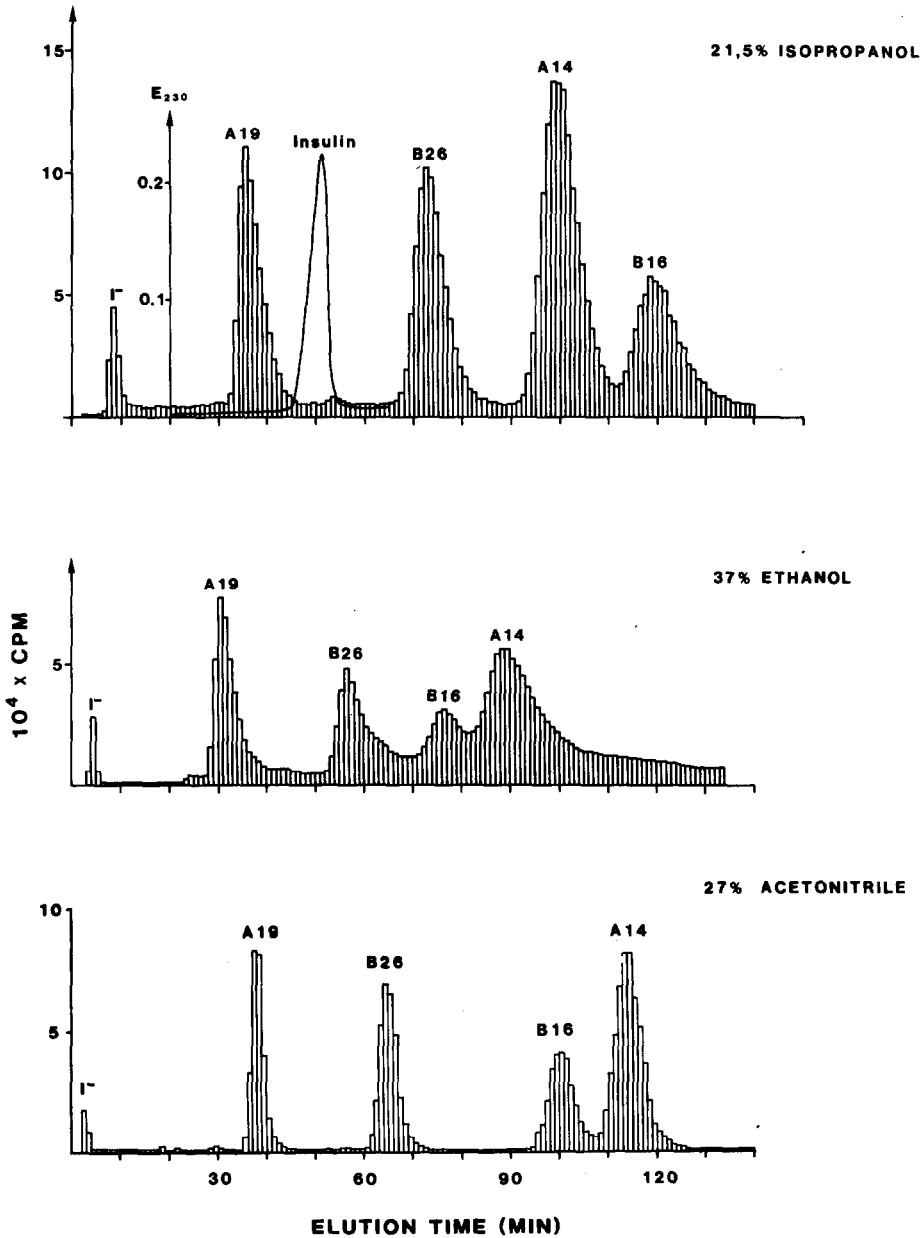 21,5% ISOPROPANOL
15
10
5
E230
0.2
0.1
I⁻
A19
Insulin
B26
A14
B16
37% ETHANOL
5
I⁻
A19
B26
B16
A14
10⁴ x CPM
27% ACETONITRILE
10
5
I⁻
A19
B26
B16
A14
30
60
90
120
ELUTION TIME (MIN)